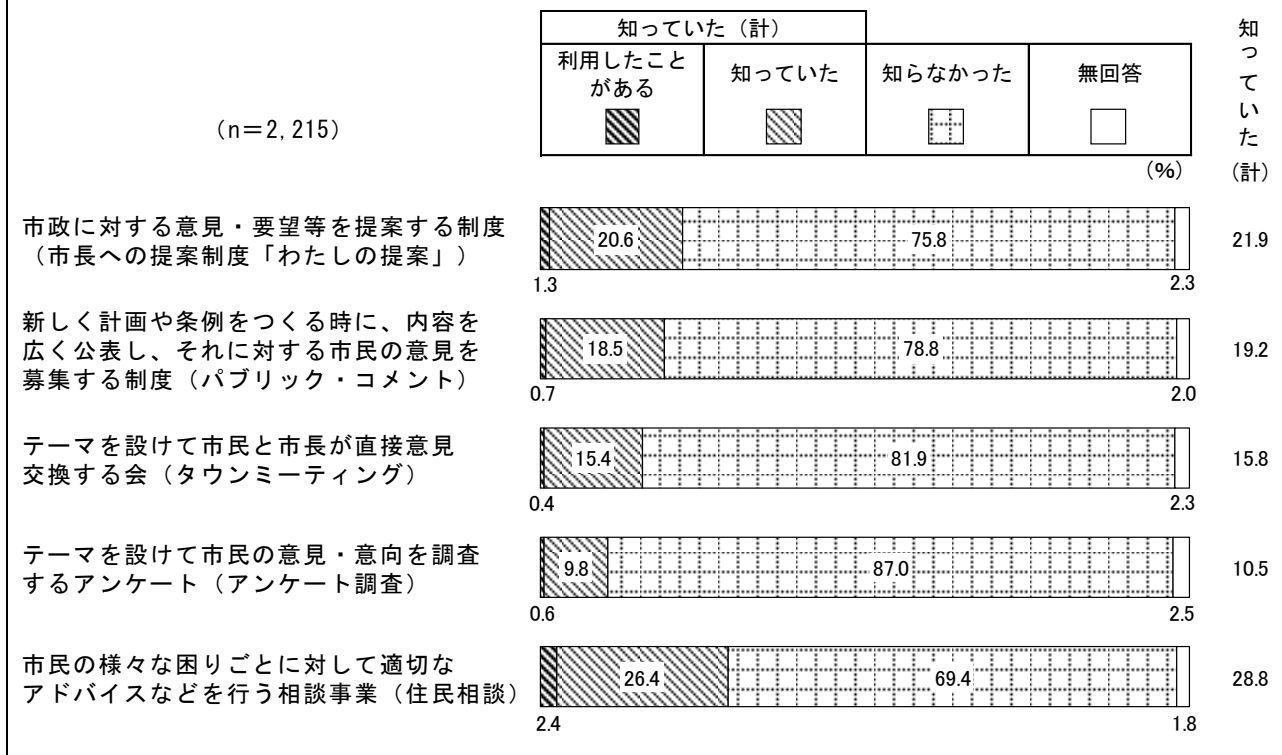 知っていた(計)
利用したこと
がある
知っていた
知らなかった
無回答
知っていた(計)
(n=2,215)
(%)
市政に対する意見・要望等を提案する制度
(市長への提案制度「わたしの提案」)
20.6
75.8
21.9
1.3
2.3
新しく計画や条例をつくる時に、内容を
広く公表し、それに対する市民の意見を
募集する制度(パブリック・コメント)
18.5
78.8
19.2
0.7
2.0
テーマを設けて市民と市長が直接意見
交換する会(タウンミーティング)
15.4
81.9
15.8
0.4
2.3
テーマを設けて市民の意見・意向を調査
するアンケート(アンケート調査)
9.8
87.0
10.5
0.6
2.5
市民の様々な困りごとに対して適切な
アドバイスなどを行う相談事業(住民相談)
26.4
69.4
28.8
2.4
1.8